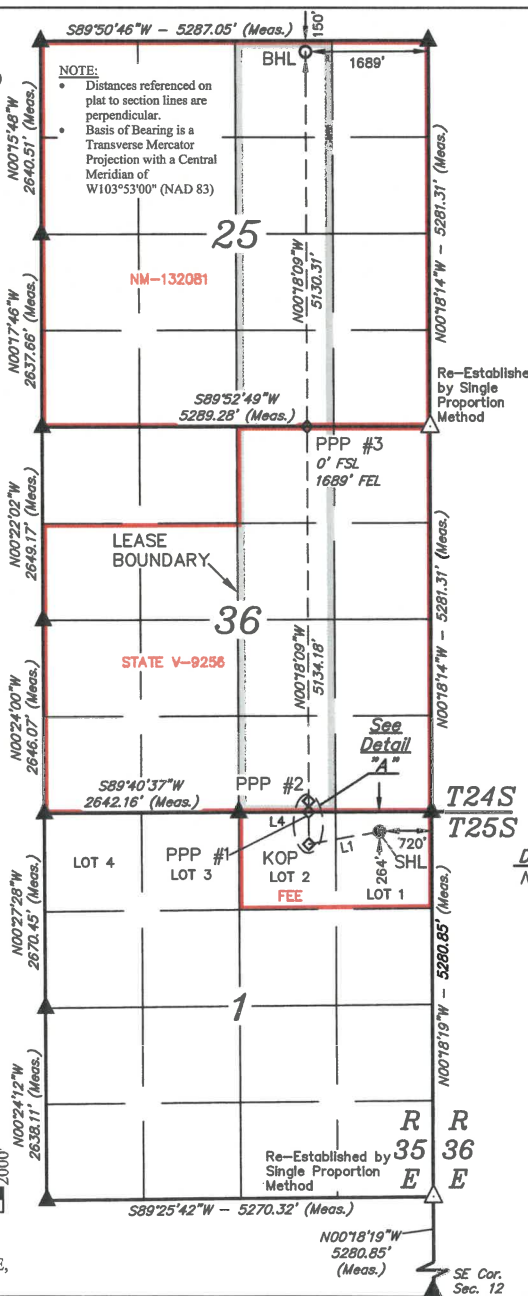 S89°50'46"W – 5287.05' (Meas.)
150'
BHL
1689'
NOTE:
• Distances referenced on
plat to section lines are
perpendicular.
• Basis of Bearing is a
Transverse Mercator
Projection with a Central
Meridian of
W103°53'00" (NAD 83)
N00°15'48"W
2640.51' (Meas.)
N00°18'14"W – 5281.31' (Meas.)
25
NM-132081
N00°18'09"W
5130.31'
N00°17'46"W
2637.66' (Meas.)
S89°52'49"W
5289.28' (Meas.)
Re-Establishe
by Single
Proportion
Method
PPP #3
0' FSL
1689' FEL
N00°22'02"W
2649.17' (Meas.)
LEASE
BOUNDARY
36
STATE V-9256
N00°18'09"W
5134.18'
N00°18'14"W – 5281.31' (Meas.)
N00°24'00"W
2646.07' (Meas.)
See
Detail
"A"
S89°40'37"W
2642.16' (Meas.)
PPP #2
T24S
T25S
L4
PPP #1
KOP
L1
720'
SHL
264'
LOT 4
LOT 3
LOT 2
LOT 1
FEE
D
N
N00°27'28"W
2670.45' (Meas.)
N00°18'19"W – 5280.85' (Meas.)
1
N00°24'12"W
2638.11' (Meas.)
R R
35 36
E E
Re-Established by
Single Proportion
Method
2000'
S89°25'42"W – 5270.32' (Meas.)
N00°18'19"W
5280.85'
(Meas.)
E,
SE Cor.
Sec. 12